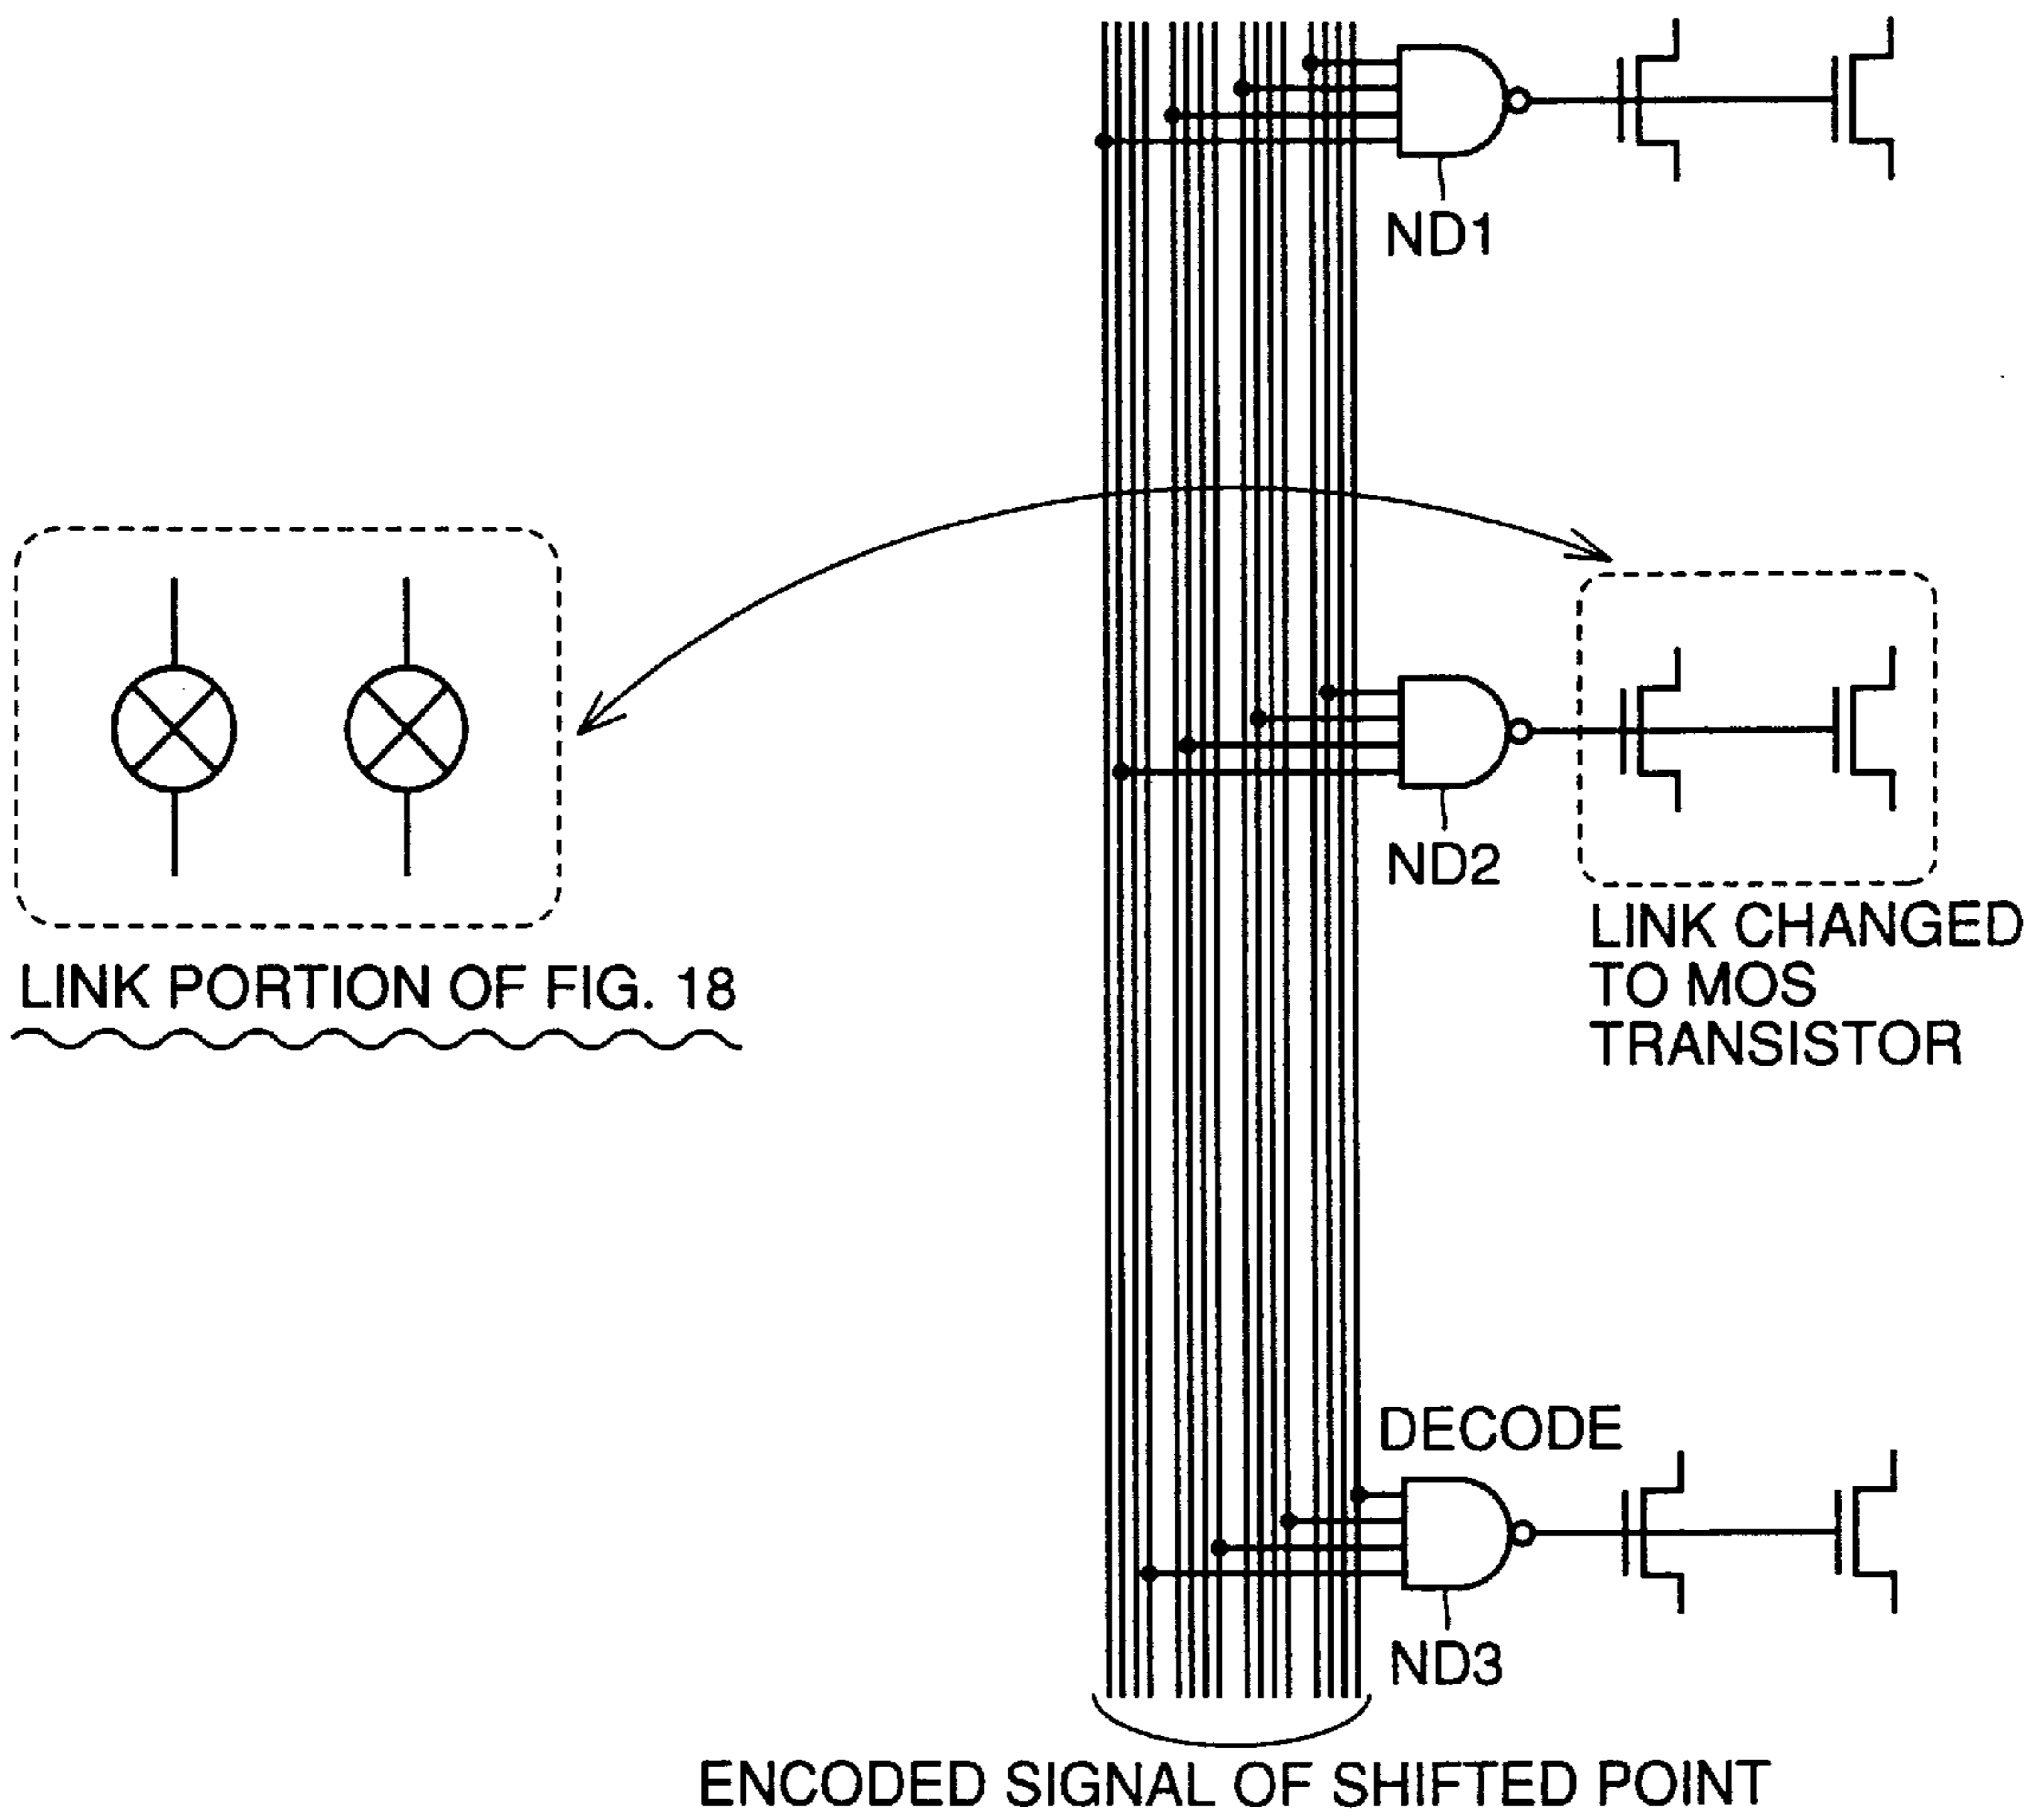 ND1
ND2
LINK CHANGED
TO MOS
TRANSISTOR
LINK PORTION OF FIG. 18
DECODE
ND3
ENCODED SIGNAL OF SHIFTED POINT